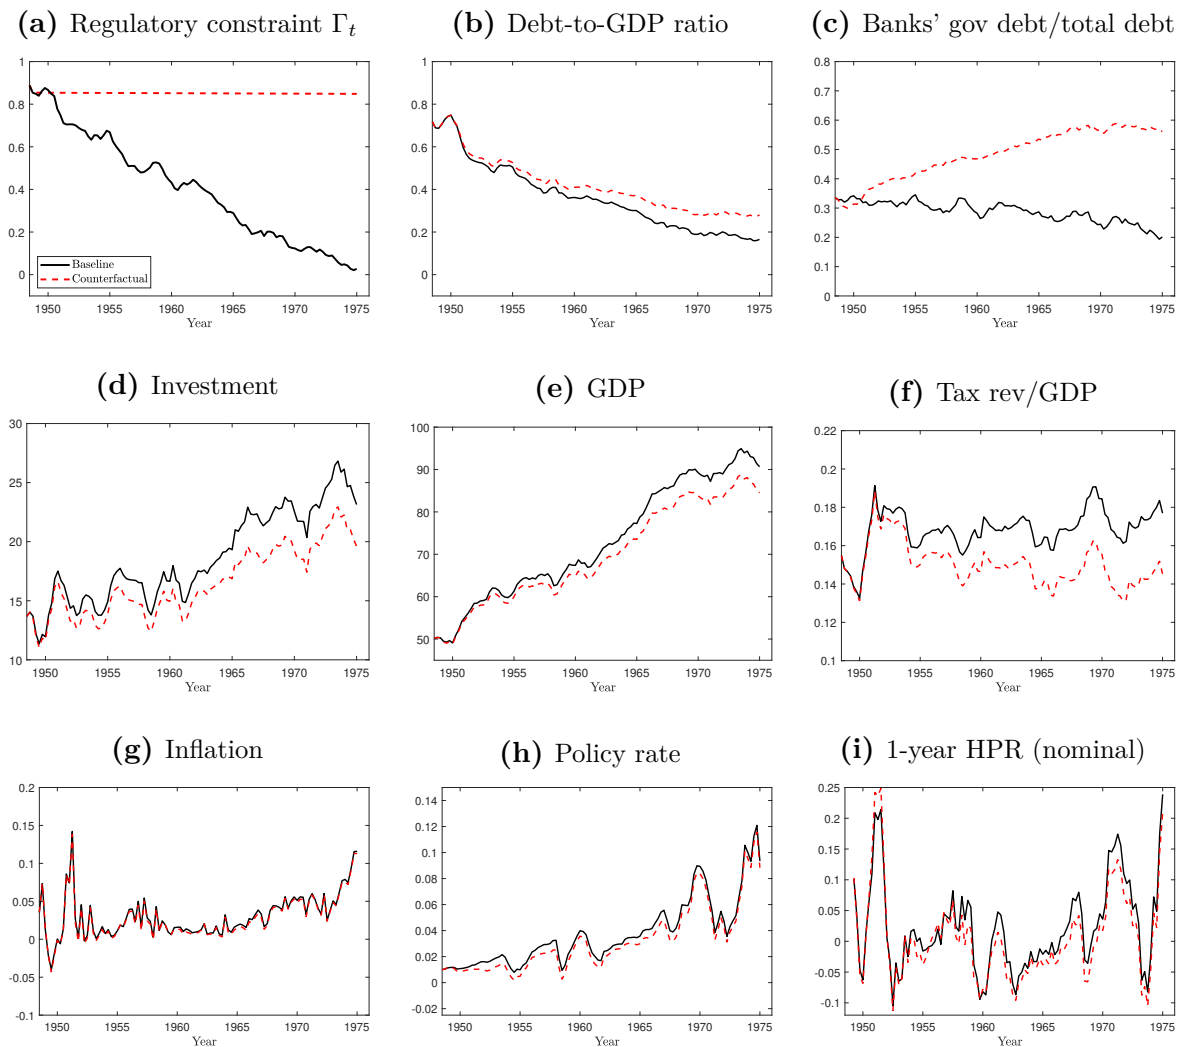 (a) Regulatory constraint Γt
(b) Debt-to-GDP ratio
(c) Banks' gov debt/total debt
1
0.8
0.6
0.4
0.2
0
Baseline
Counterfactual
1950 1955 1960 1965 1970 1975
Year
1
0.8
0.6
0.4
0.2
0
1950 1955 1960 1965 1970 1975
Year
0.8
0.7
0.6
0.5
0.4
0.3
0.2
0.1
0
1950 1955 1960 1965 1970 1975
Year
(d) Investment
(e) GDP
(f) Tax rev/GDP
30
25
20
15
10
1950 1955 1960 1965 1970 1975
Year
100
90
80
70
60
50
1950 1955 1960 1965 1970 1975
Year
0.22
0.2
0.18
0.16
0.14
0.12
0.1
1950 1955 1960 1965 1970 1975
Year
(g) Inflation
(h) Policy rate
(i) 1-year HPR (nominal)
0.2
0.15
0.1
0.05
0
-0.05
-0.1
1950 1955 1960 1965 1970 1975
Year
0.14
0.12
0.1
0.08
0.06
0.04
0.02
0
-0.02
1950 1955 1960 1965 1970 1975
Year
0.25
0.2
0.15
0.1
0.05
0
-0.05
-0.1
1950 1955 1960 1965 1970 1975
Year